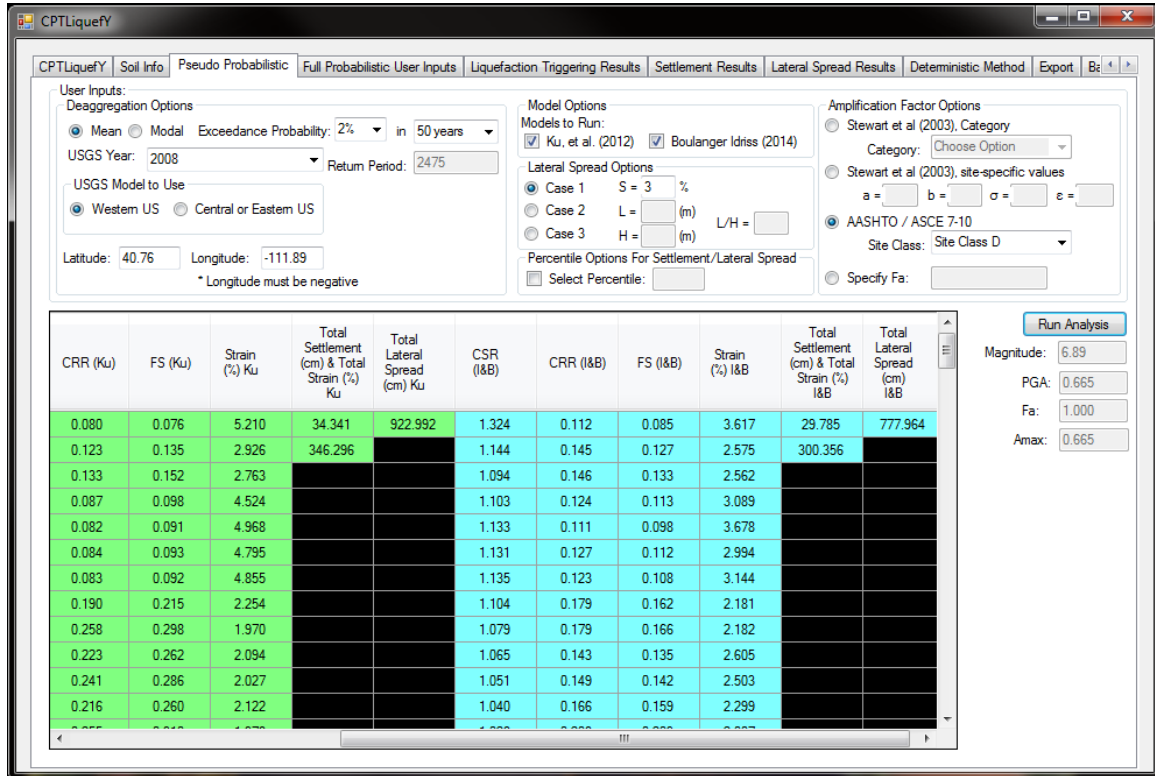 CPTLiquefY
CPTLiquefY Soil Info Pseudo Probabilistic Full Probabilistic User Inputs Liquefaction Triggering Results Settlement Results Lateral Spread Results Deterministic Method Export
User Inputs:
Deaggregation Options
Mean Modal Exceedance Probability: 2% in 50 years
USGS Year: 2008 Return Period: 2475
USGS Model to Use
Western US Central or Eastern US
Latitude: 40.76 Longitude: -111.89
* Longitude must be negative
Model Options
Models to Run:
Ku, et al. (2012) Boulanger Idriss (2014)
Lateral Spread Options
Case 1 S = 3 %
Case 2 L = (m)
Case 3 H = (m) L/H =
Percentile Options For Settlement/Lateral Spread
Select Percentile:
Amplification Factor Options
Stewart et al (2003), Category
Category: Choose Option
Stewart et al (2003), site-specific values
a = b = σ = ε =
AASHTO / ASCE 7-10
Site Class: Site Class D
Specify Fa:
CRR (Ku) FS (Ku) Strain (%) Ku Total Settlement (cm) & Total Strain (%) Ku Total Lateral Spread (cm) Ku CSR (I&B) CRR (I&B) FS (I&B) Strain (%) I&B Total Settlement (cm) & Total Strain (%) I&B Total Lateral Spread (cm) I&B
0.080 0.076 5.210 34.341 922.992 1.324 0.112 0.085 3.617 29.785 777.964
0.123 0.135 2.926 346.296 1.144 0.145 0.127 2.575 300.356
0.133 0.152 2.763 1.094 0.146 0.133 2.562
0.087 0.098 4.524 1.103 0.124 0.113 3.089
0.082 0.091 4.968 1.133 0.111 0.098 3.678
0.084 0.093 4.795 1.131 0.127 0.112 2.994
0.083 0.092 4.855 1.135 0.123 0.108 3.144
0.190 0.215 2.254 1.104 0.179 0.162 2.181
0.258 0.298 1.970 1.079 0.179 0.166 2.182
0.223 0.262 2.094 1.065 0.143 0.135 2.605
0.241 0.286 2.027 1.051 0.149 0.142 2.503
0.216 0.260 2.122 1.040 0.166 0.159 2.299
Run Analysis
Magnitude: 6.89
PGA: 0.665
Fa: 1.000
Amax: 0.665